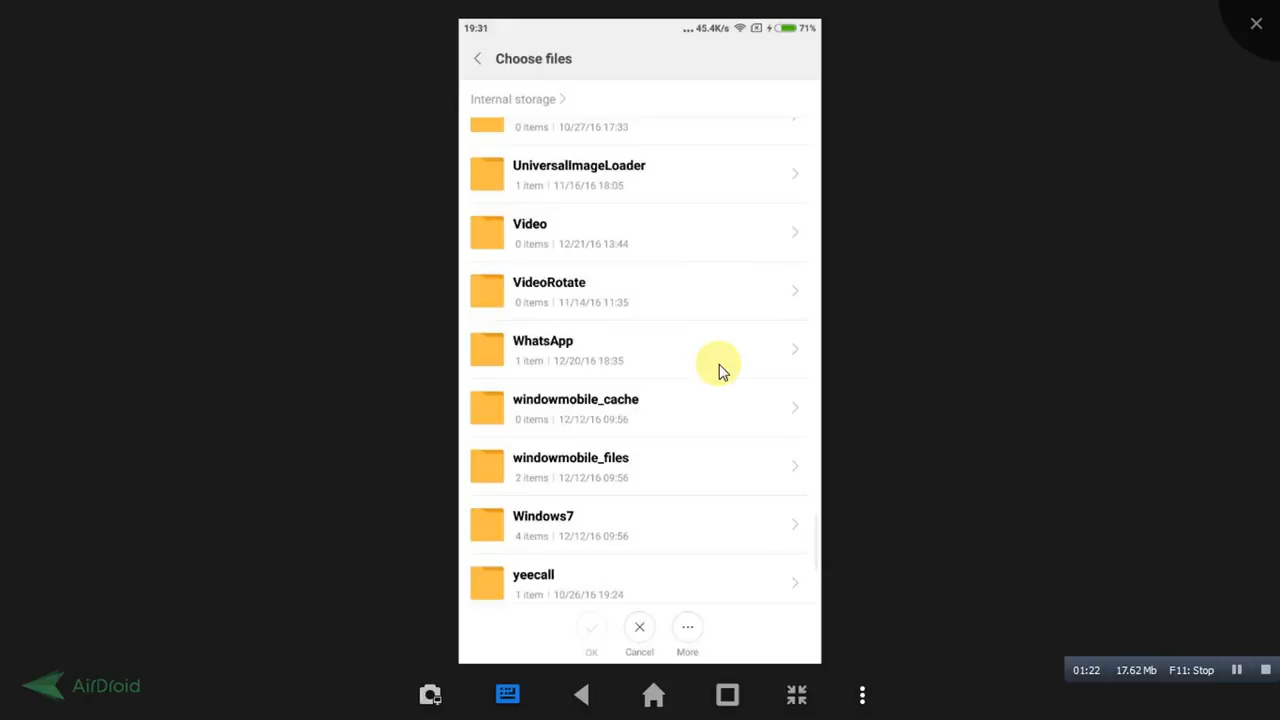 19:31
... 45.4K/s 71%
Choose files
Internal storage
0 items | 10/27/16 17:33
UniversalImageLoader
1 item | 11/16/16 18:05
Video
0 items | 12/21/16 13:44
VideoRotate
0 items | 11/14/16 11:35
WhatsApp
1 item | 12/20/16 18:35
windowmobile_cache
0 items | 12/12/16 09:56
windowmobile_files
2 items | 12/12/16 09:56
Windows7
4 items | 12/12/16 09:56
yeecall
1 item | 10/26/16 19:24
OK Cancel More
AirDroid
01:22 17.62 Mb F11: Stop